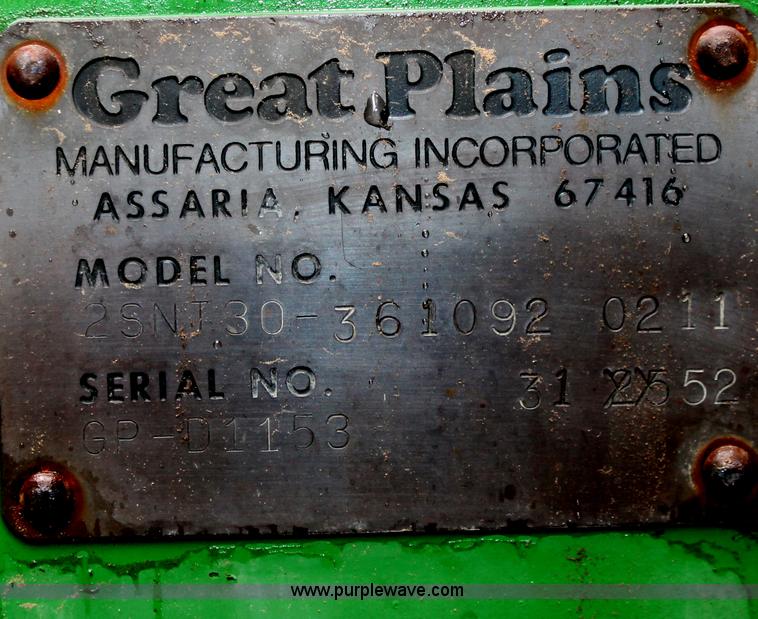 Great Plains
MANUFACTURING INCORPORATED
ASSARIA, KANSAS 67416
MODEL NO.
2SNT30-361092 0211
SERIAL NO. 31 52
GP-D1153
www.purplewave.com